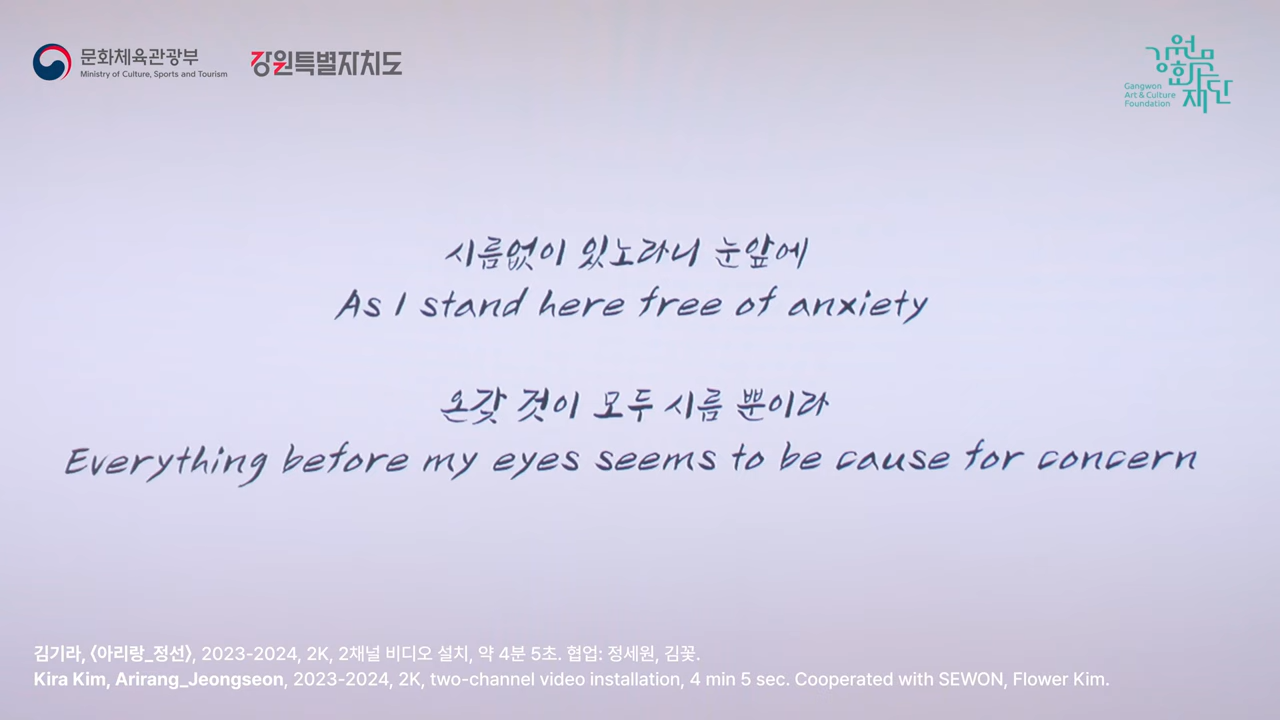 문화체육관광부
Ministry of Culture, Sports and Tourism
강원특별자치도
강원문화재단
Gangwon
Art & Culture
Foundation
시름없이 있노라니 눈앞에
As I stand here free of anxiety
온갖 것이 모두 시름 뿐이라
Everything before my eyes seems to be cause for concern
김기라, ⟨아리랑_정선⟩, 2023-2024, 2K, 2채널 비디오 설치, 약 4분 5초. 협업: 정세원, 김꽃.
Kira Kim, Arirang_Jeongseon, 2023-2024, 2K, two-channel video installation, 4 min 5 sec. Cooperated with SEWON, Flower Kim.